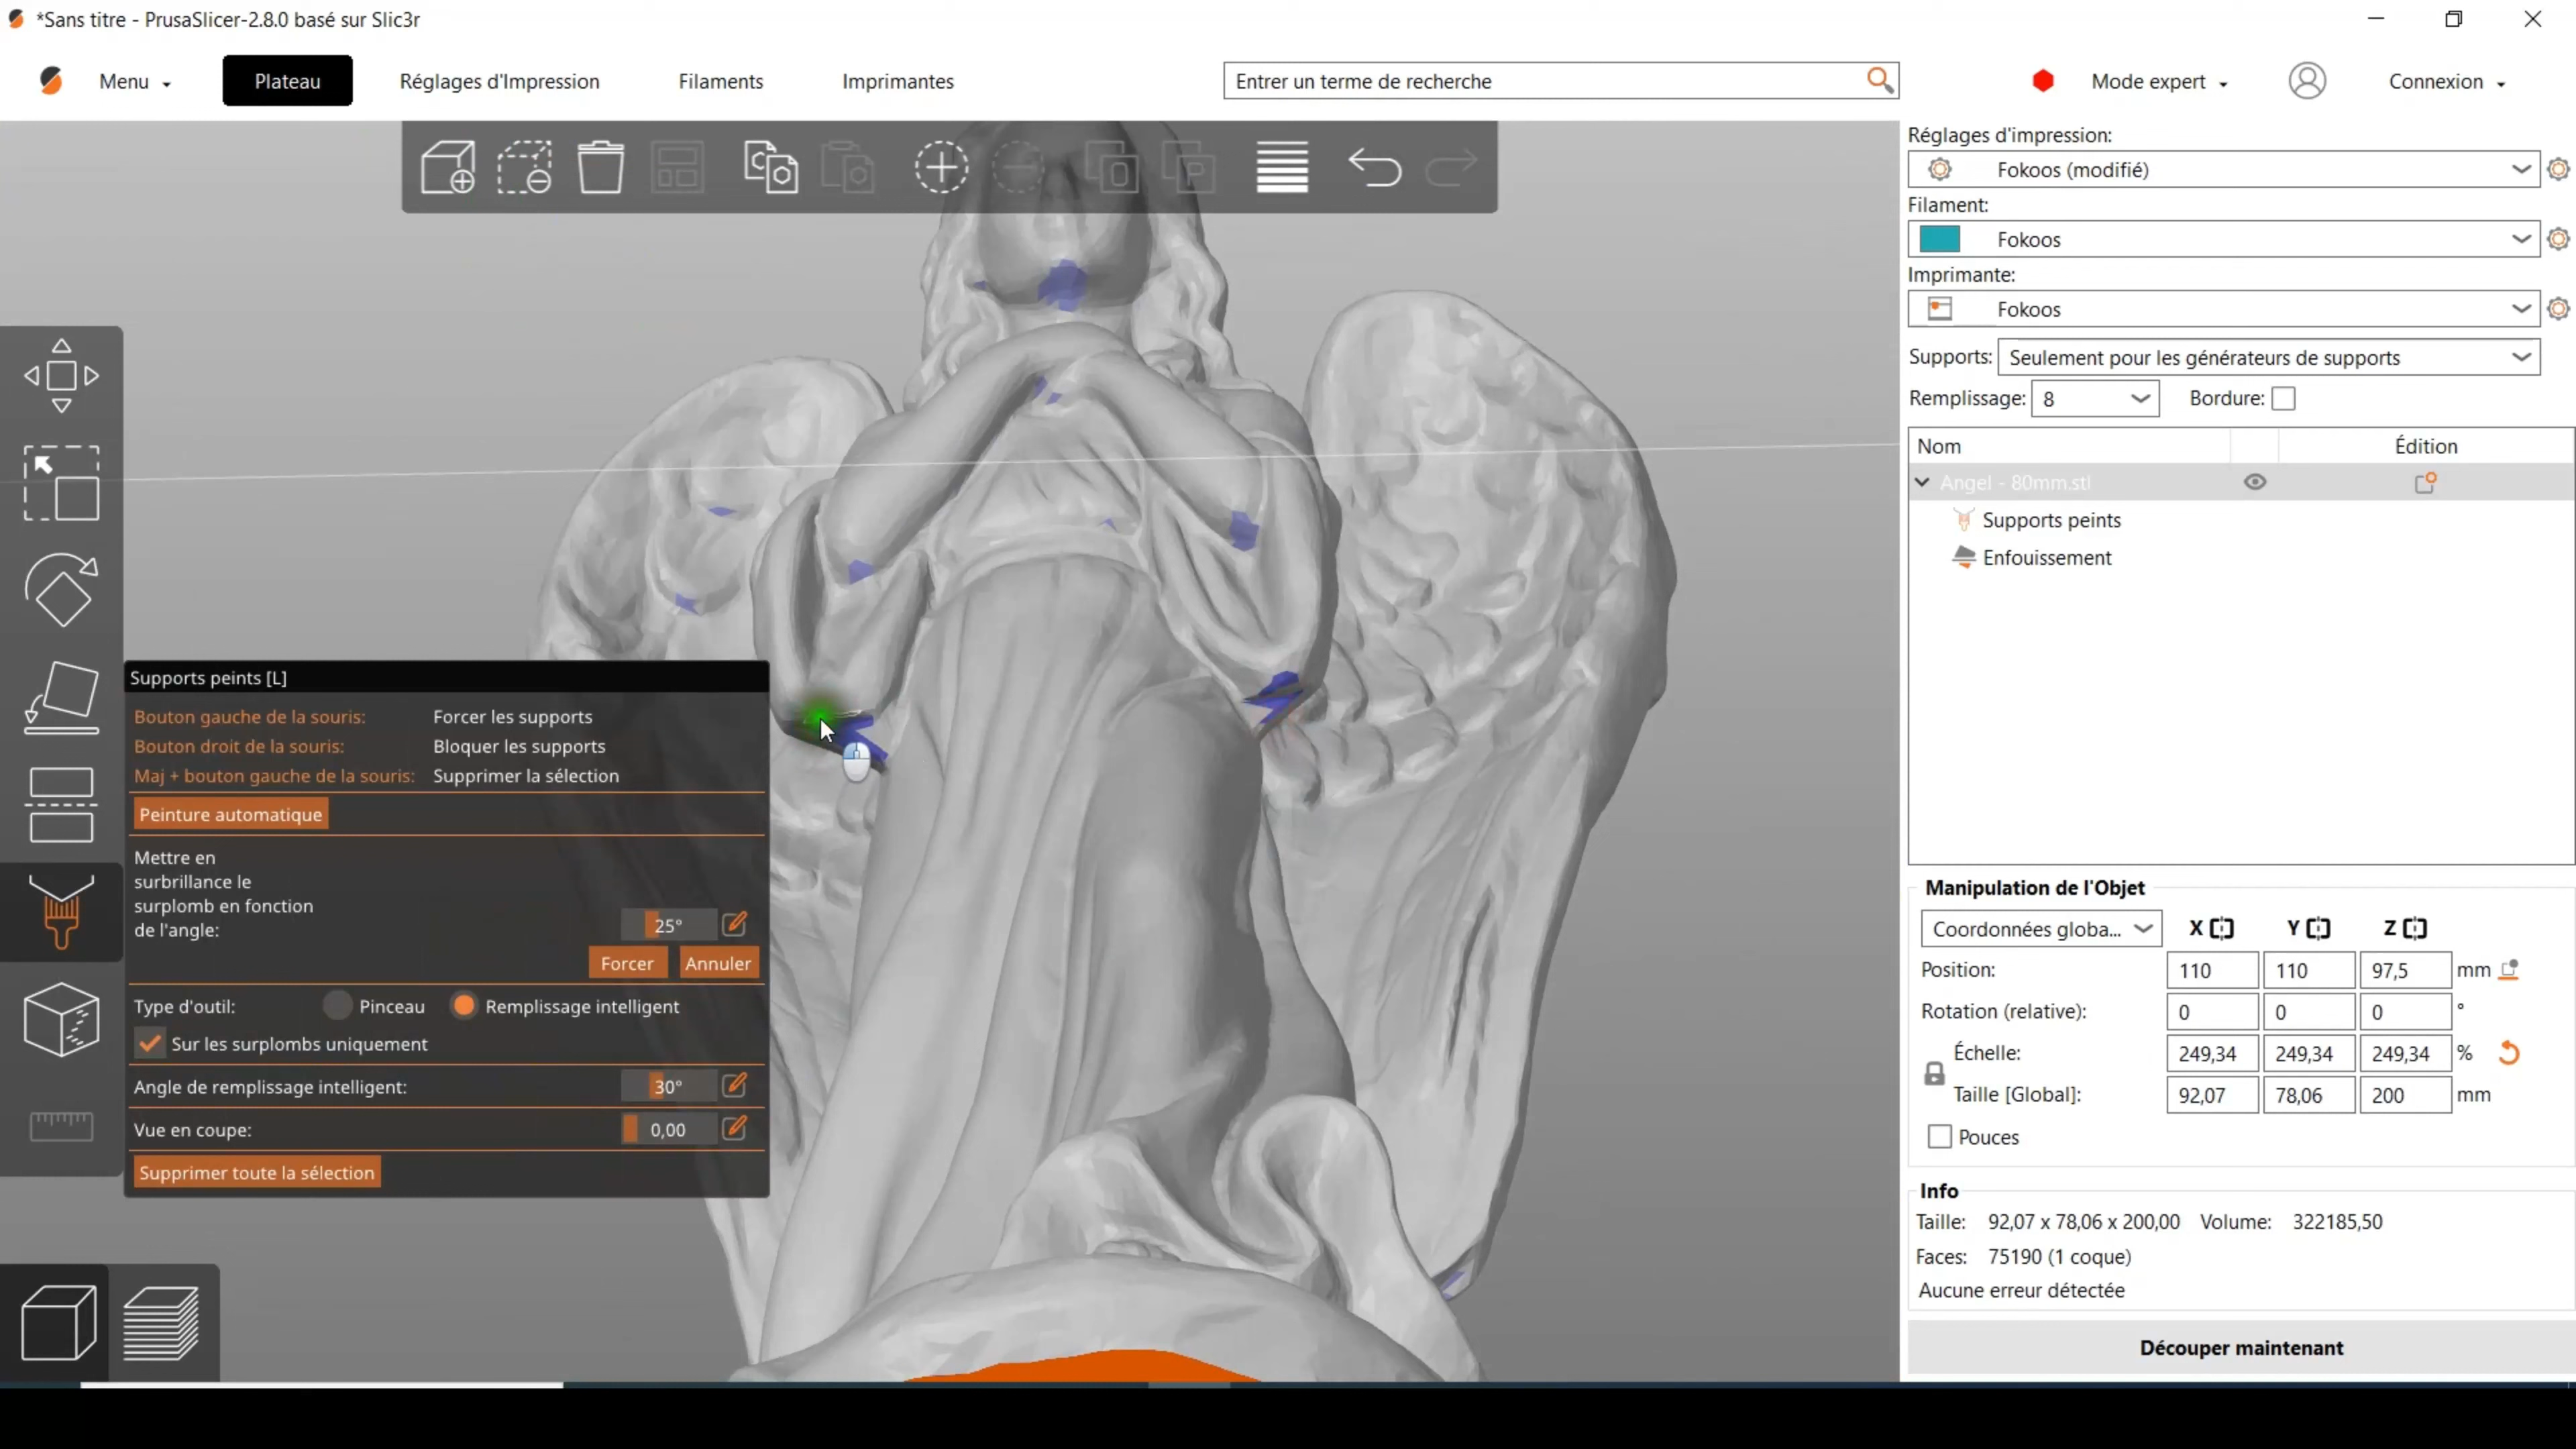 *Sans titre - PrusaSlicer-2.8.0 basé sur Slic3r
Menu
Plateau
Réglages d'Impression
Filaments
Imprimantes
Entrer un terme de recherche
Mode expert
Connexion
Réglages d'impression:
Fokoos (modifié)
Filament:
Fokoos
Imprimante:
Fokoos
Supports: Seulement pour les générateurs de supports
Remplissage: 8 Bordure:
Nom Édition
Angel - 80mm.stl
Supports peints
Enfouissement
Supports peints [L]
Bouton gauche de la souris: Forcer les supports
Bouton droit de la souris: Bloquer les supports
Maj + bouton gauche de la souris: Supprimer la sélection
Peinture automatique
Mettre en
surbrillance le
surplomb en fonction
de l'angle: 25°
Forcer Annuler
Type d'outil: Pinceau Remplissage intelligent
Sur les surplombs uniquement
Angle de remplissage intelligent: 30°
Vue en coupe: 0,00
Supprimer toute la sélection
Manipulation de l'Objet
Coordonnées globa... X Y Z
Position: 110 110 97,5 mm
Rotation (relative): 0 0 0 °
Échelle: 249,34 249,34 249,34 %
Taille [Global]: 92,07 78,06 200 mm
Pouces
Info
Taille: 92,07 x 78,06 x 200,00 Volume: 322185,50
Faces: 75190 (1 coque)
Aucune erreur détectée
Découper maintenant